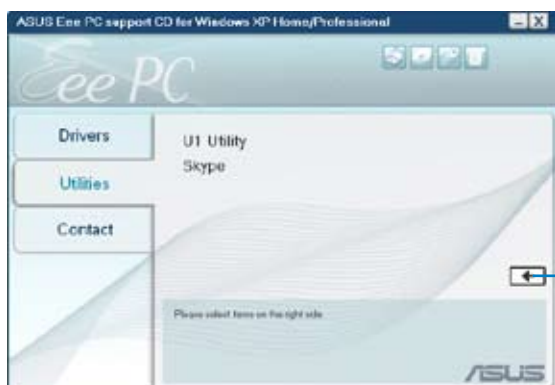 ASUS Eee PC support CD for Windows XP Home/Professional
Eee PC
Drivers
Utilities
Contact
U1 Utility
Skype
Please select items on the right side.
ASUS